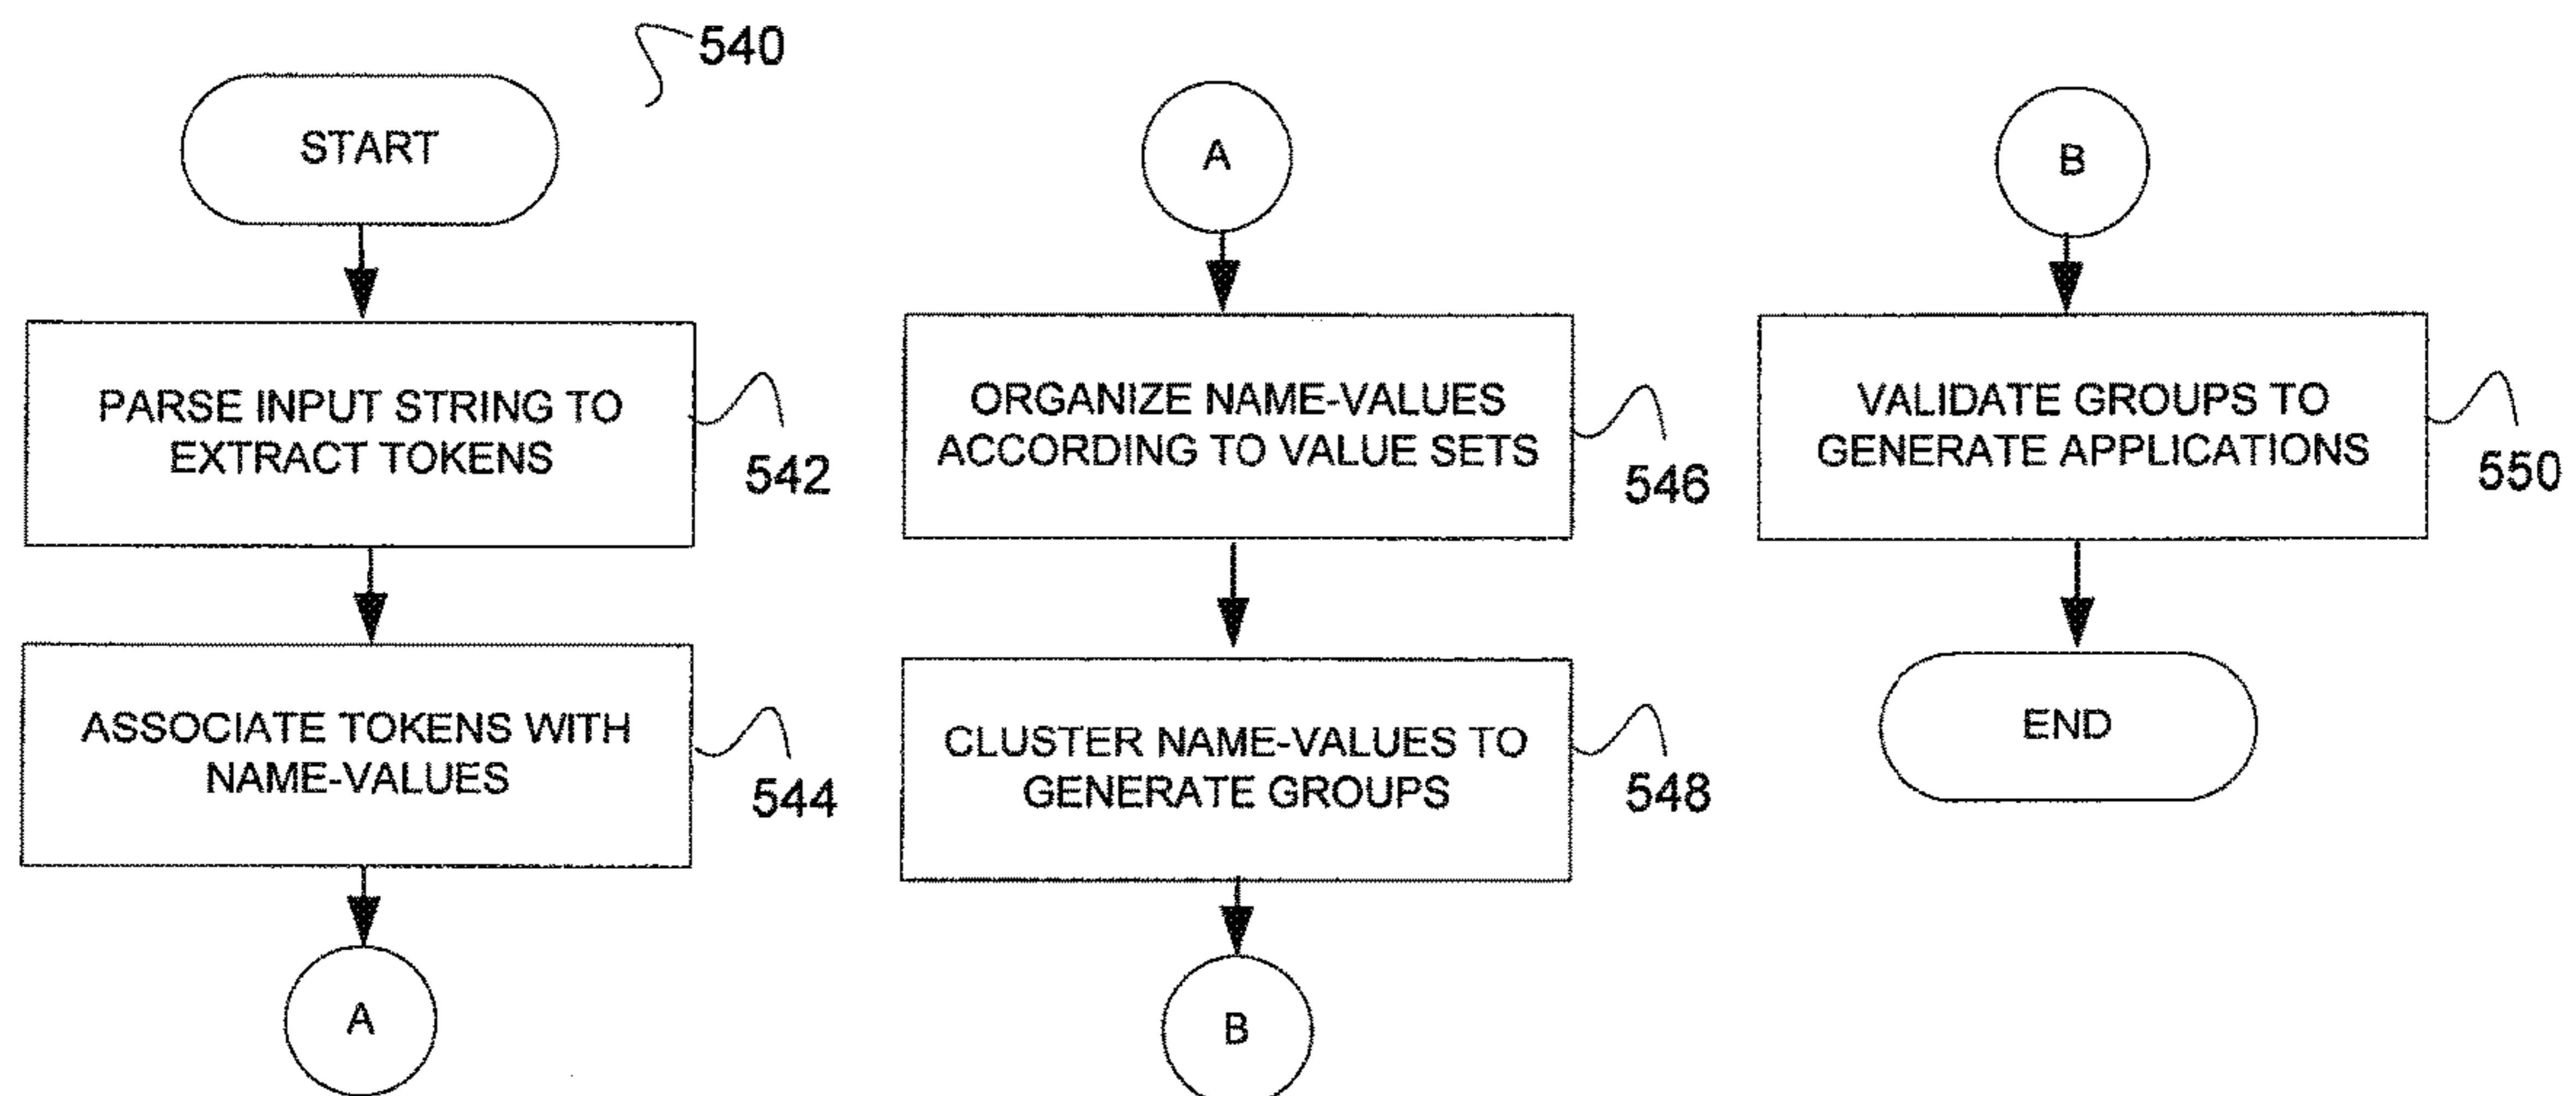 540
START
PARSE INPUT STRING TO
EXTRACT TOKENS
542
ASSOCIATE TOKENS WITH
NAME-VALUES
544
A
A
ORGANIZE NAME-VALUES
ACCORDING TO VALUE SETS
546
CLUSTER NAME-VALUES TO
GENERATE GROUPS
548
B
B
VALIDATE GROUPS TO
GENERATE APPLICATIONS
550
END